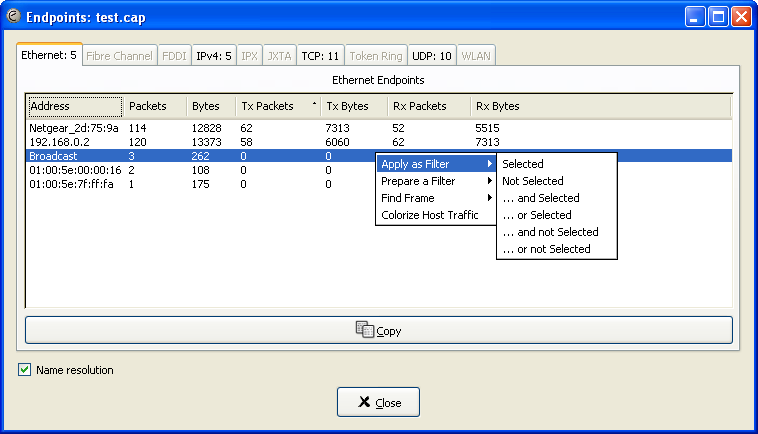 Endpoints: test.cap
Ethernet: 5 Fibre Channel FDDI IPv4: 5 IPX JXTA TCP: 11 Token Ring UDP: 10 WLAN
Ethernet Endpoints
Address Packets Bytes Tx Packets Tx Bytes Rx Packets Rx Bytes
Netgear_2d:75:9a 114 12828 62 7313 52 5515
192.168.0.2 120 13373 58 6060 62 7313
Broadcast 3 262 0 0
01:00:5e:00:00:16 2 108 0 0
01:00:5e:7f:ff:fa 1 175 0 0
Apply as Filter
Prepare a Filter
Find Frame
Colorize Host Traffic
Selected
Not Selected
... and Selected
... or Selected
... and not Selected
... or not Selected
Copy
Name resolution
Close